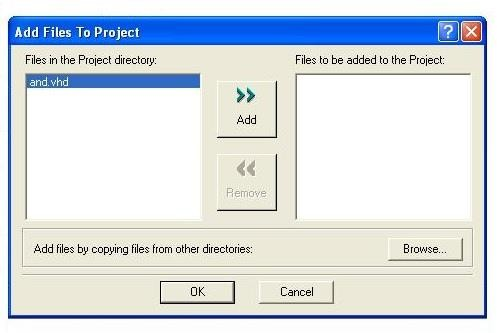 Add Files To Project
Files in the Project directory:
Files to be added to the Project:
and.vhd
Add
Remove
Add files by copying files from other directories:
Browse...
OK
Cancel